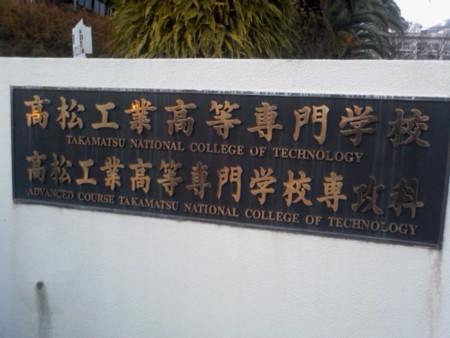 高松工業高等専門学校
TAKAMATSU NATIONAL COLLEGE OF TECHNOLOGY
高松工業高等専門学校専攻科
ADVANCED COURSE TAKAMATSU NATIONAL COLLEGE OF TECHNOLOGY